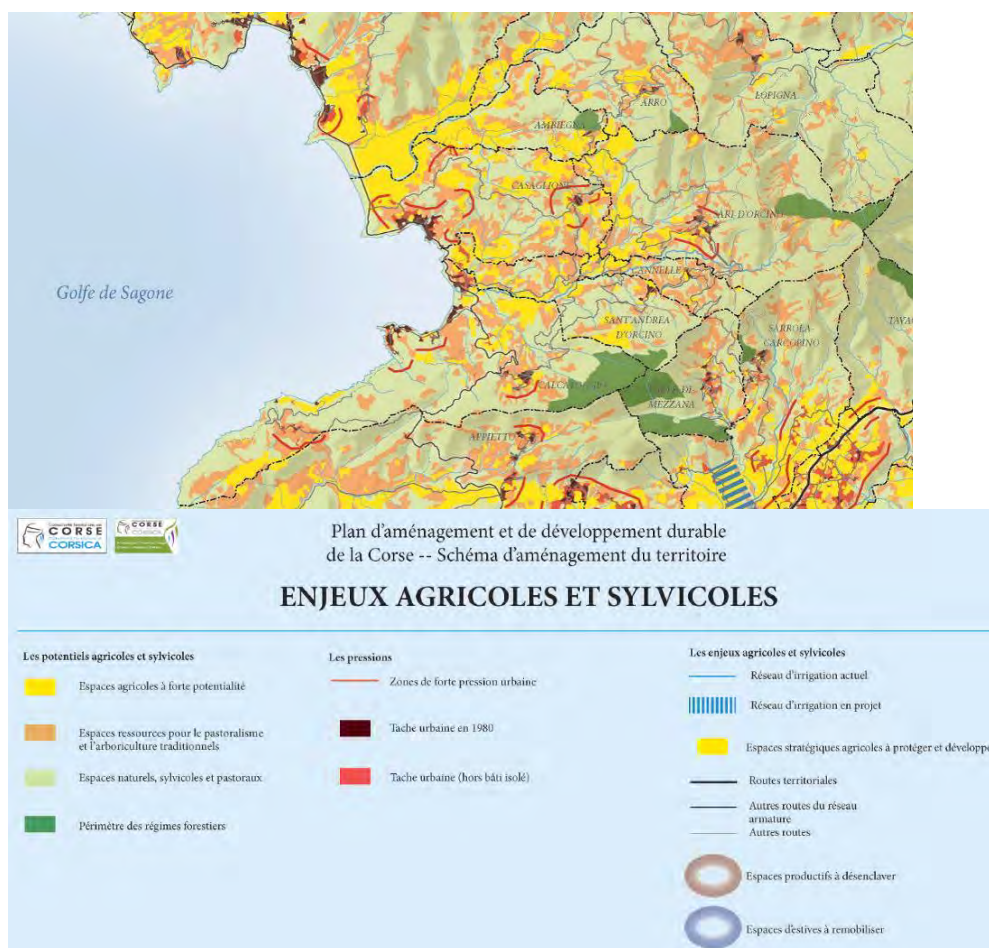 ARRO
LOPIGNA
AMBIEGNA
CASAGLIONE
SARI-D'ORCINO
Golfe de Sagone
CANNELLE
SANT'ANDREA
D'ORCINO
SARROLA-
CARCOPINO
CALCATOGGIO
DI-
MEZZANA
APPIETTO
CORSE
CORSICA
CORSE
CORSICA
Plan d'aménagement et de développement durable
de la Corse -- Schéma d'aménagement du territoire
ENJEUX AGRICOLES ET SYLVICOLES
Les potentiels agricoles et sylvicoles
Espaces agricoles à forte potentialité
Espaces ressources pour le pastoralisme
et l'arboriculture traditionnels
Espaces naturels, sylvicoles et pastoraux
Périmètre des régimes forestiers
Les pressions
Zones de forte pression urbaine
Tache urbaine en 1980
Tache urbaine (hors bâti isolé)
Les enjeux agricoles et sylvicoles
Réseau d'irrigation actuel
Réseau d'irrigation en projet
Espaces stratégiques agricoles à protéger et développe
Routes territoriales
Autres routes du réseau
armature
Autres routes
Espaces productifs à désenclaver
Espaces d'estives à remobiliser